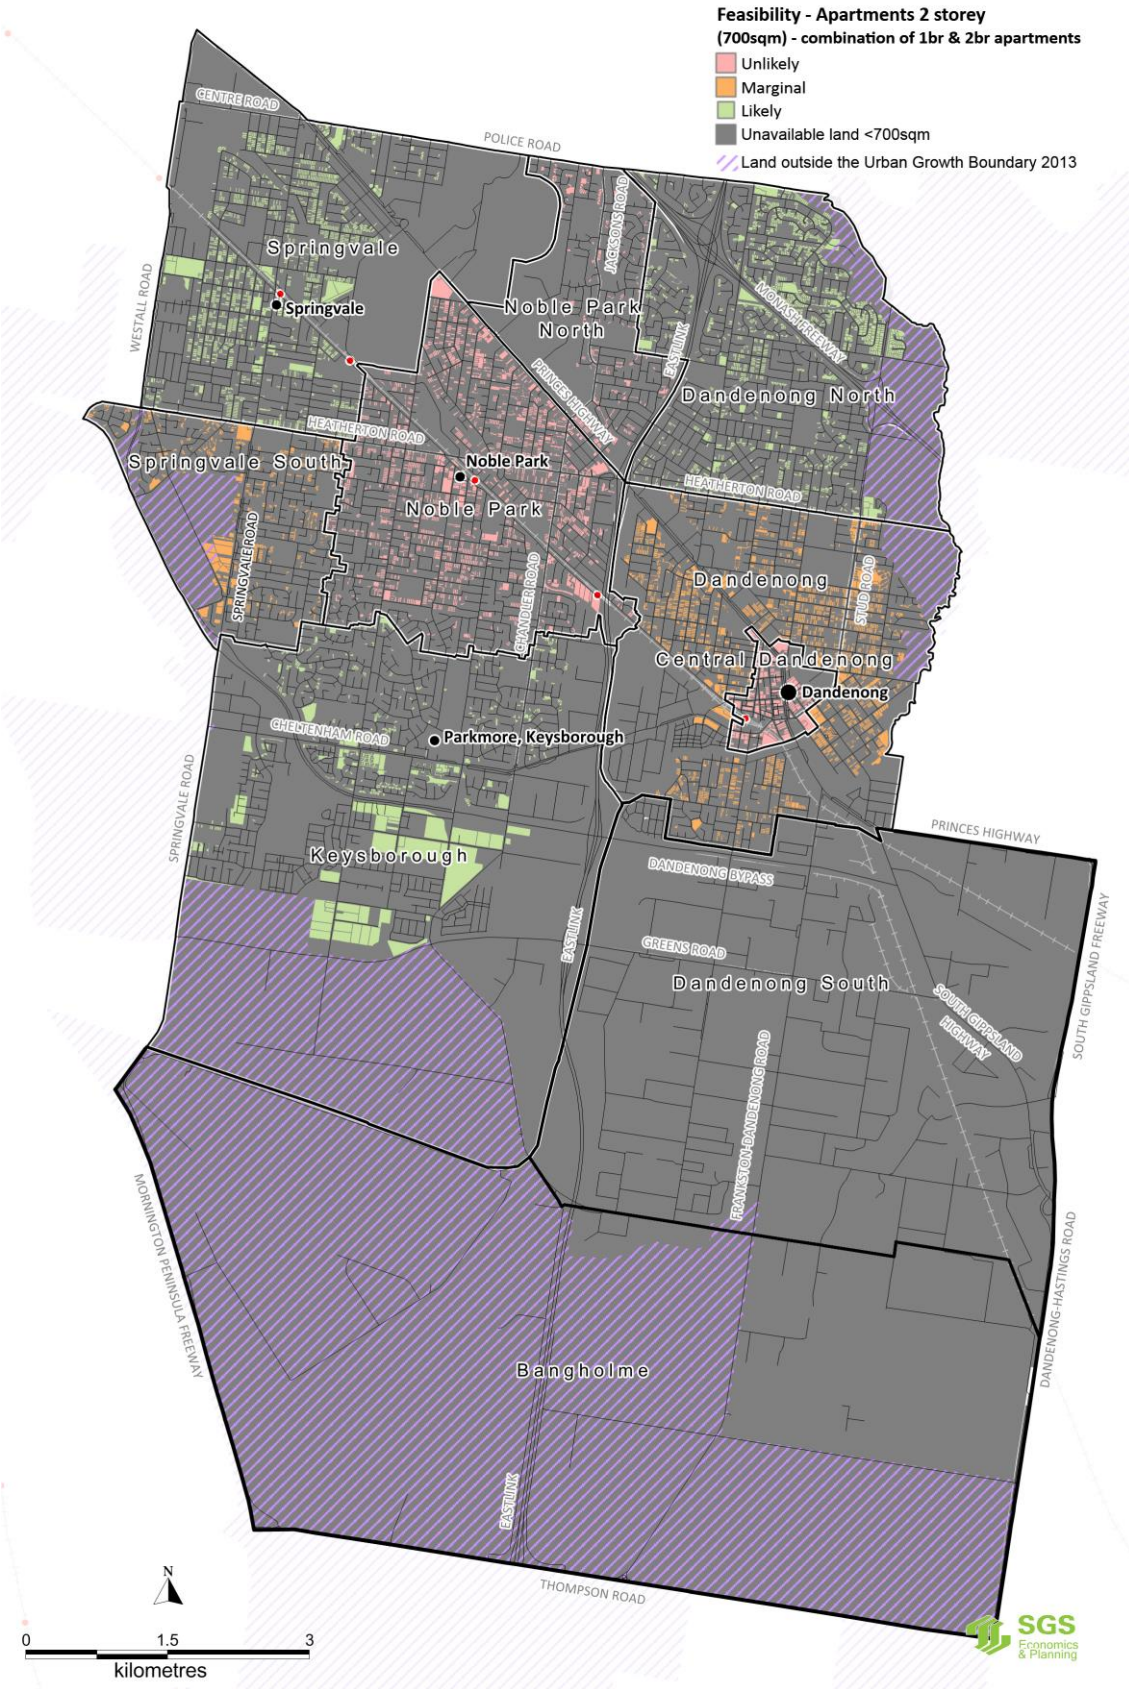 Feasibility - Apartments 2 storey
(700sqm) - combination of 1br & 2br apartments
Unlikely
Marginal
Likely
Unavailable land <700sqm
Land outside the Urban Growth Boundary 2013
CENTRE ROAD
POLICE ROAD
JACKSONS ROAD
Springvale
WESTALL ROAD
Springvale
Noble Park
North
MONASH FREEWAY
EASTLINK
PRINCES HIGHWAY
Dandenong North
HEATHERTON ROAD
Springvale South
Noble Park
HEATHERTON ROAD
Noble Park
SPRINGVALE ROAD
CHANDLER ROAD
Dandenong
STUD ROAD
Central Dandenong
Dandenong
CHELTENHAM ROAD
Parkmore, Keysborough
SPRINGVALE ROAD
PRINCES HIGHWAY
Keysborough
DANDENONG BYPASS
EASTLINK
GREENS ROAD
Dandenong South
SOUTH GIPPSLAND FREEWAY
SOUTH GIPPSLAND
HIGHWAY
FRANKSTON-DANDENONG ROAD
MORNINGTON PENINSULA FREEWAY
DANDENONG-HASTINGS ROAD
Bangholme
EASTLINK
THOMPSON ROAD
N
0 1.5 3
kilometres
SGS
Economics
& Planning